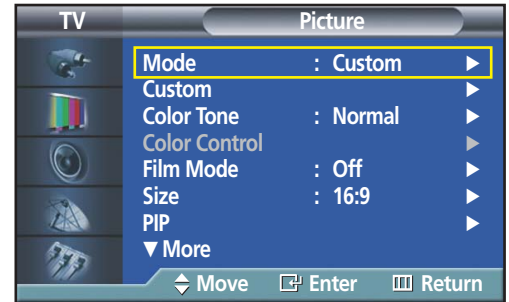 TV Picture
Mode : Custom ▶
Custom ▶
Color Tone : Normal ▶
Color Control ▶
Film Mode : Off ▶
Size : 16:9 ▶
PIP ▶
▼ More
Move Enter Return